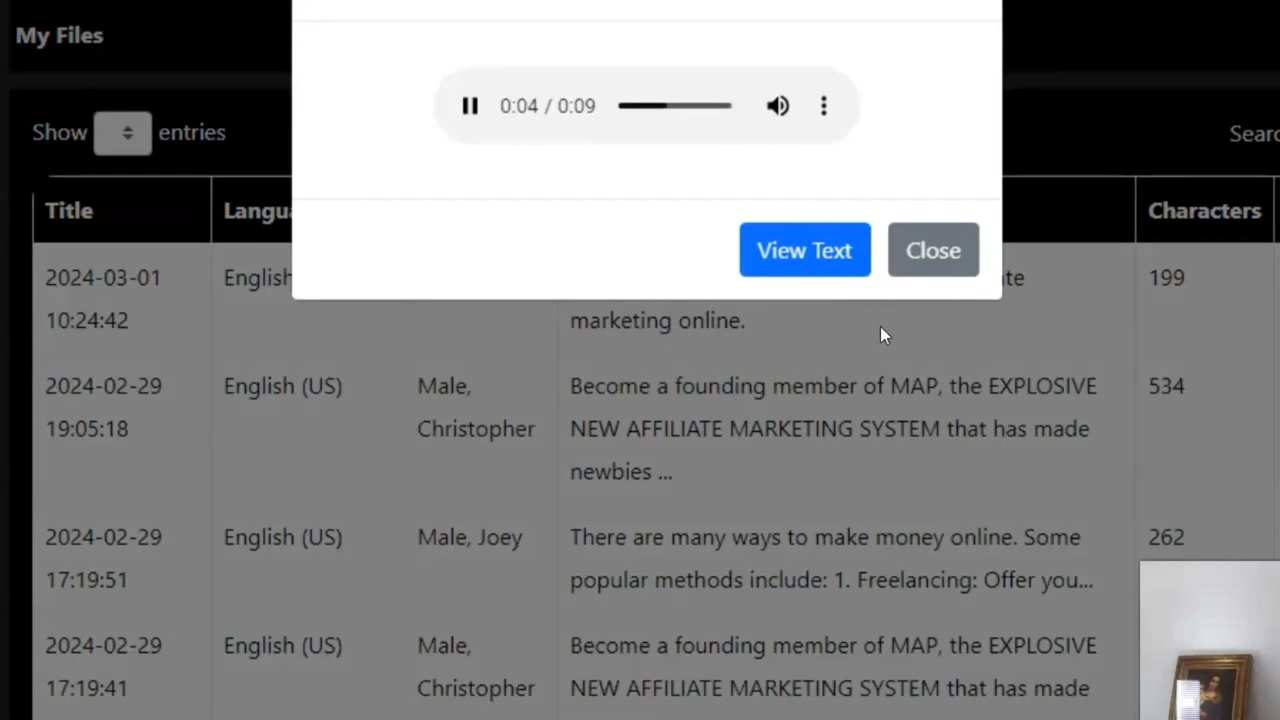 My Files
0:04 / 0:09
Show entries
Searc
View Text Close
Title
Langua
Characters
2024-03-01
10:24:42
English
te
marketing online.
199
2024-02-29
19:05:18
English (US)
Male,
Christopher
Become a founding member of MAP, the EXPLOSIVE
NEW AFFILIATE MARKETING SYSTEM that has made
newbies ...
534
2024-02-29
17:19:51
English (US)
Male, Joey
There are many ways to make money online. Some
popular methods include: 1. Freelancing: Offer you...
262
2024-02-29
17:19:41
English (US)
Male,
Christopher
Become a founding member of MAP, the EXPLOSIVE
NEW AFFILIATE MARKETING SYSTEM that has made